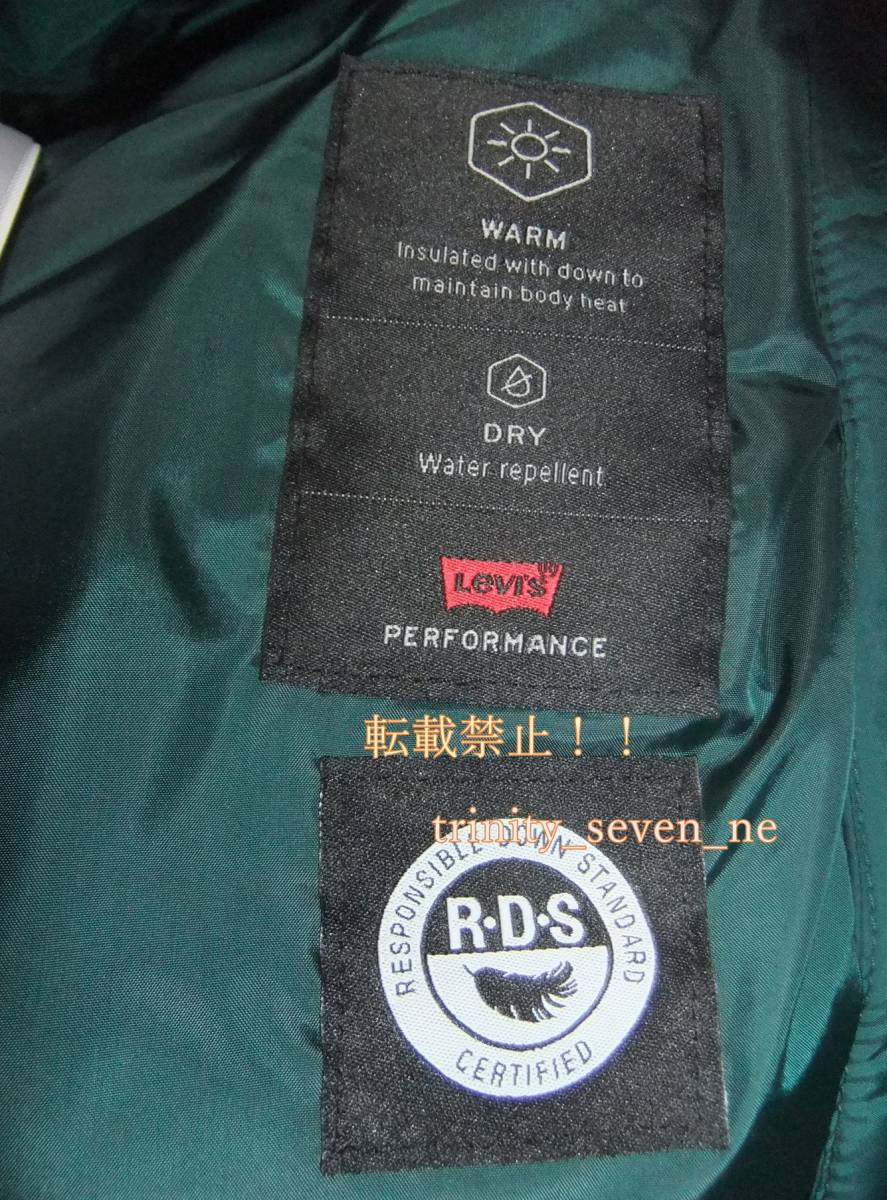 WARM
Insulated with down to
maintain body heat
DRY
Water repellent
Levi's®
PERFORMANCE
転載禁止！！
trinity_seven_ne
RESPONSIBLE DOWN STANDARD
R·D·S
CERTIFIED